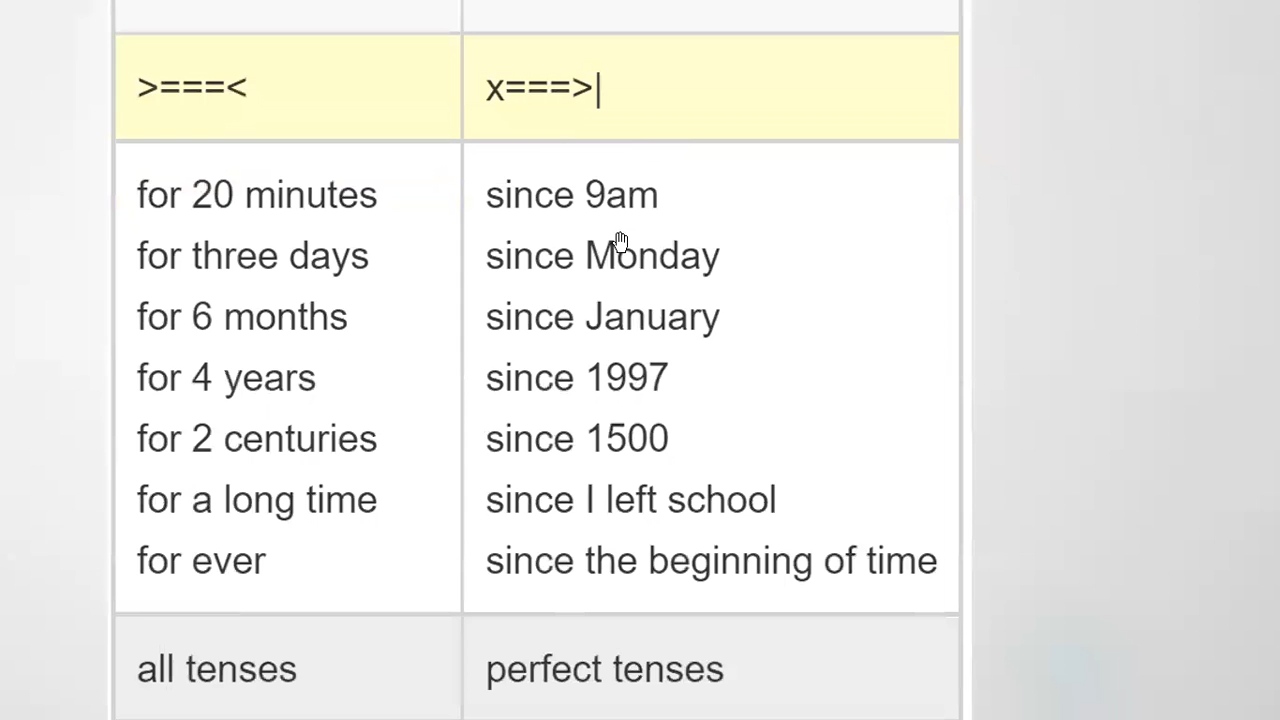 >===<
x===>|
for 20 minutes
for three days
for 6 months
for 4 years
for 2 centuries
for a long time
for ever
since 9am
since Monday
since January
since 1997
since 1500
since I left school
since the beginning of time
all tenses
perfect tenses